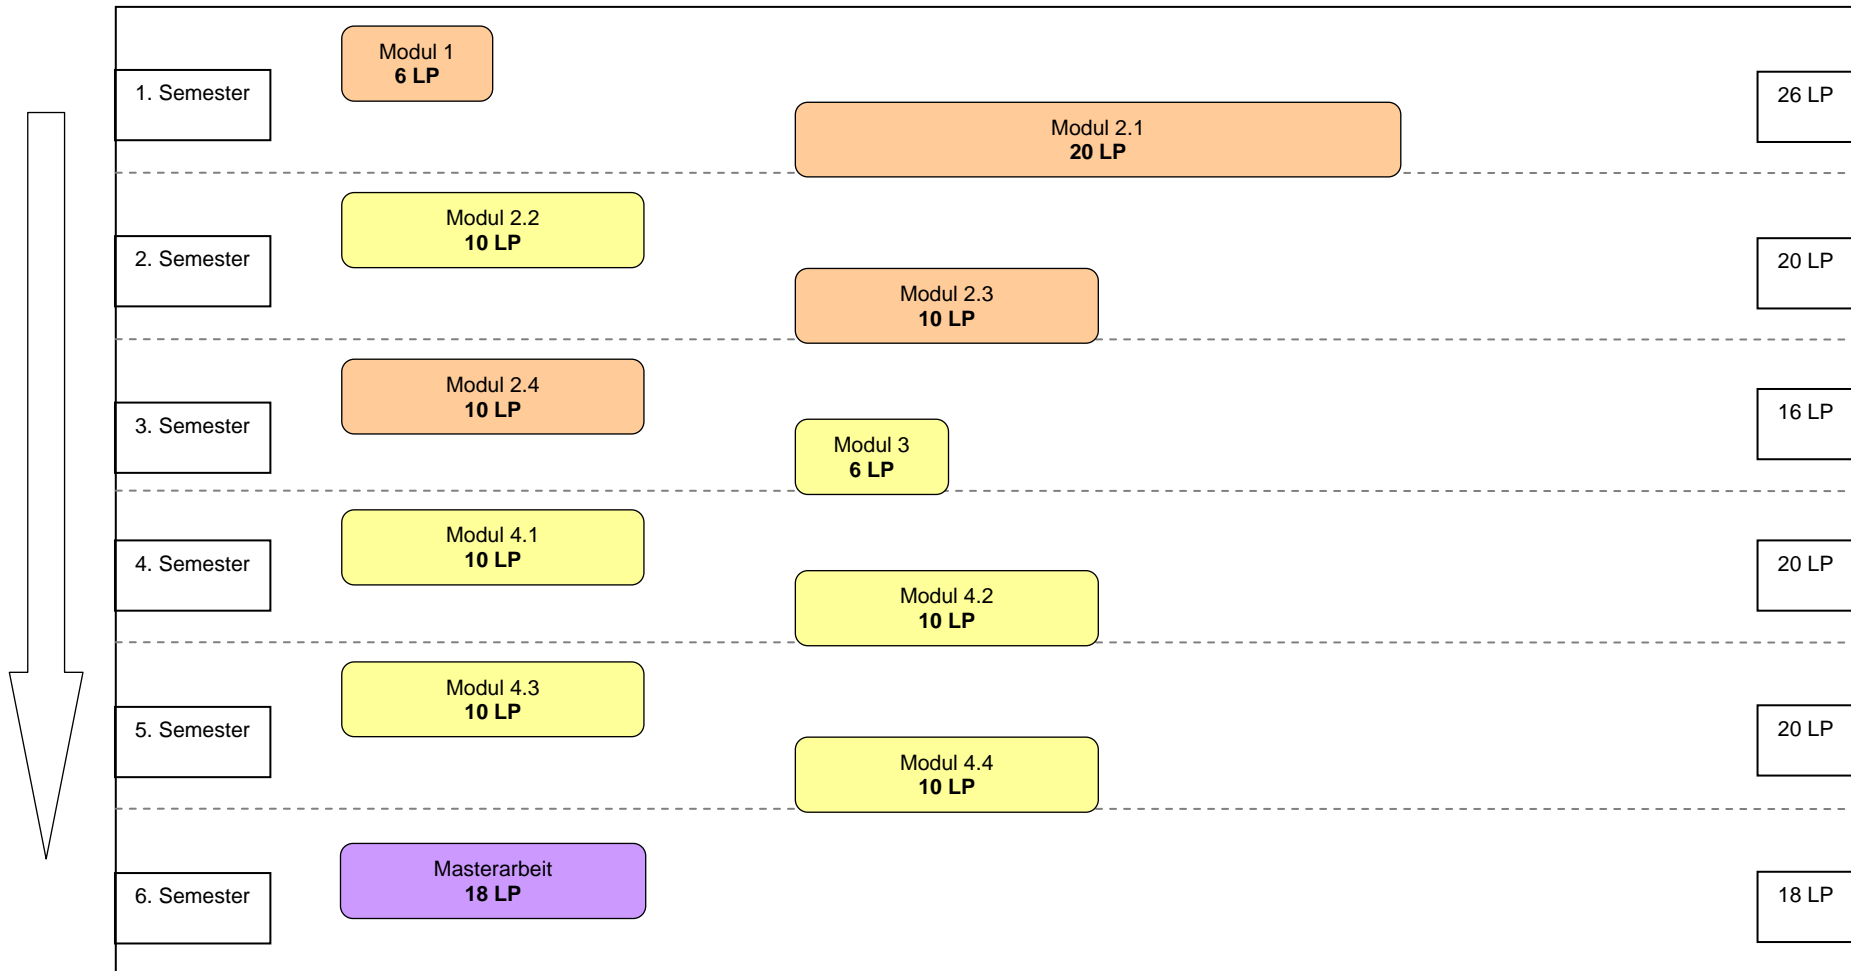 Modul 1
6 LP
1. Semester
26 LP
Modul 2.1
20 LP
Modul 2.2
10 LP
2. Semester
20 LP
Modul 2.3
10 LP
Modul 2.4
10 LP
3. Semester
16 LP
Modul 3
6 LP
Modul 4.1
10 LP
4. Semester
20 LP
Modul 4.2
10 LP
Modul 4.3
10 LP
5. Semester
20 LP
Modul 4.4
10 LP
Masterarbeit
18 LP
6. Semester
18 LP